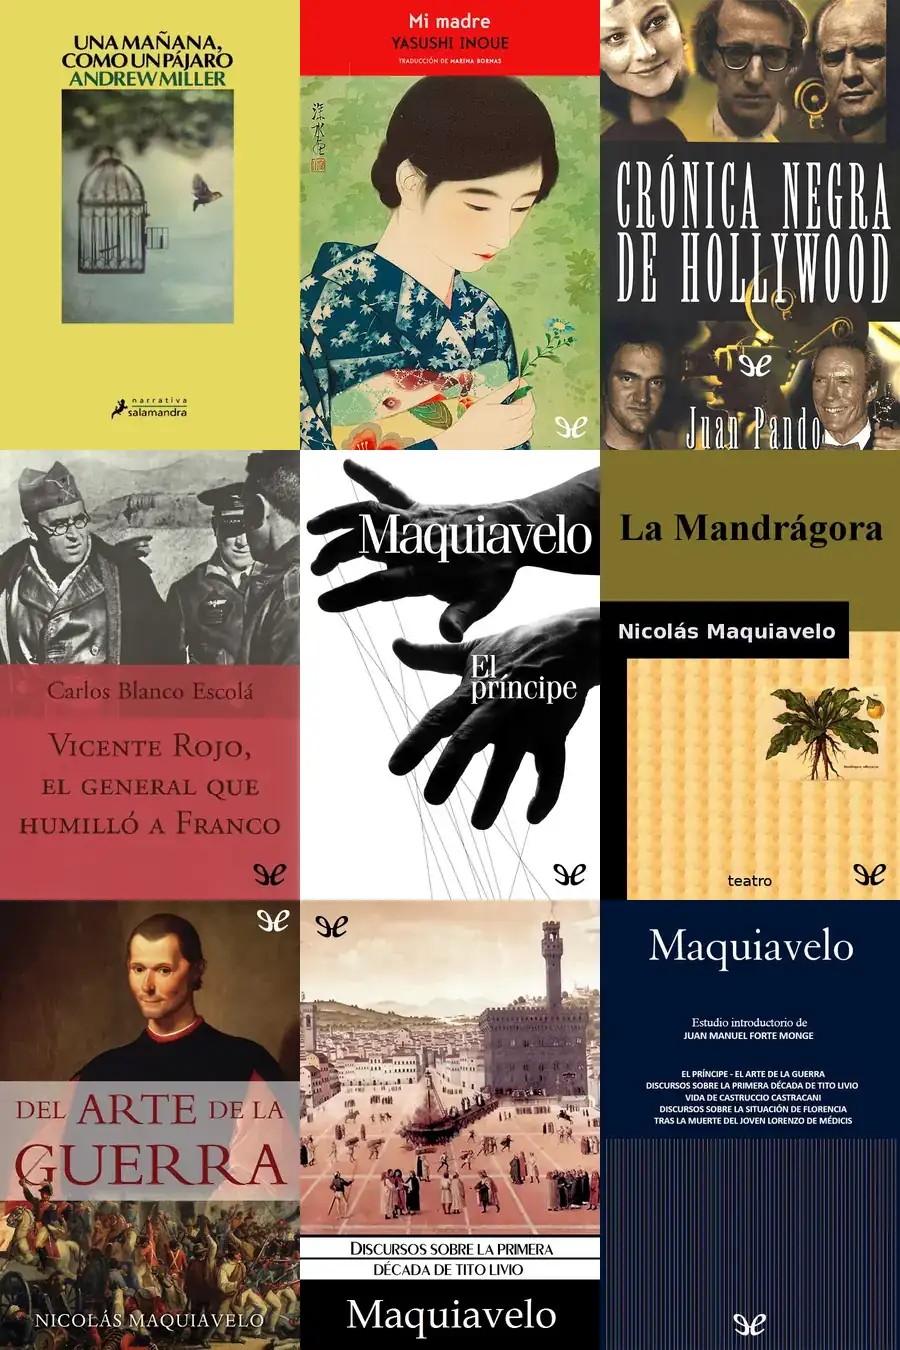 UNA MAÑANA,
COMO UN PÁJARO
ANDREW MILLER
narrativa
salamandra
Mi madre
YASUSHI INOUE
TRADUCCIÓN DE MARINA BORNAS
CRÓNICA NEGRA
DE HOLLYWOOD
Juan Pando
Carlos Blanco Escolá
VICENTE ROJO,
EL GENERAL QUE
HUMILLÓ A FRANCO
Maquiavelo
El
príncipe
La Mandrágora
Nicolás Maquiavelo
teatro
DEL ARTE DE LA
GUERRA
NICOLÁS MAQUIAVELO
DISCURSOS SOBRE LA PRIMERA
DÉCADA DE TITO LIVIO
Maquiavelo
Maquiavelo
Estudio introductorio de
JUAN MANUEL FORTE MONGE
EL PRÍNCIPE - EL ARTE DE LA GUERRA
DISCURSOS SOBRE LA PRIMERA DÉCADA DE TITO LIVIO
VIDA DE CASTRUCCIO CASTRACANI
DISCURSOS SOBRE LA SITUACIÓN DE FLORENCIA
TRAS LA MUERTE DEL JOVEN LORENZO DE MÉDICIS